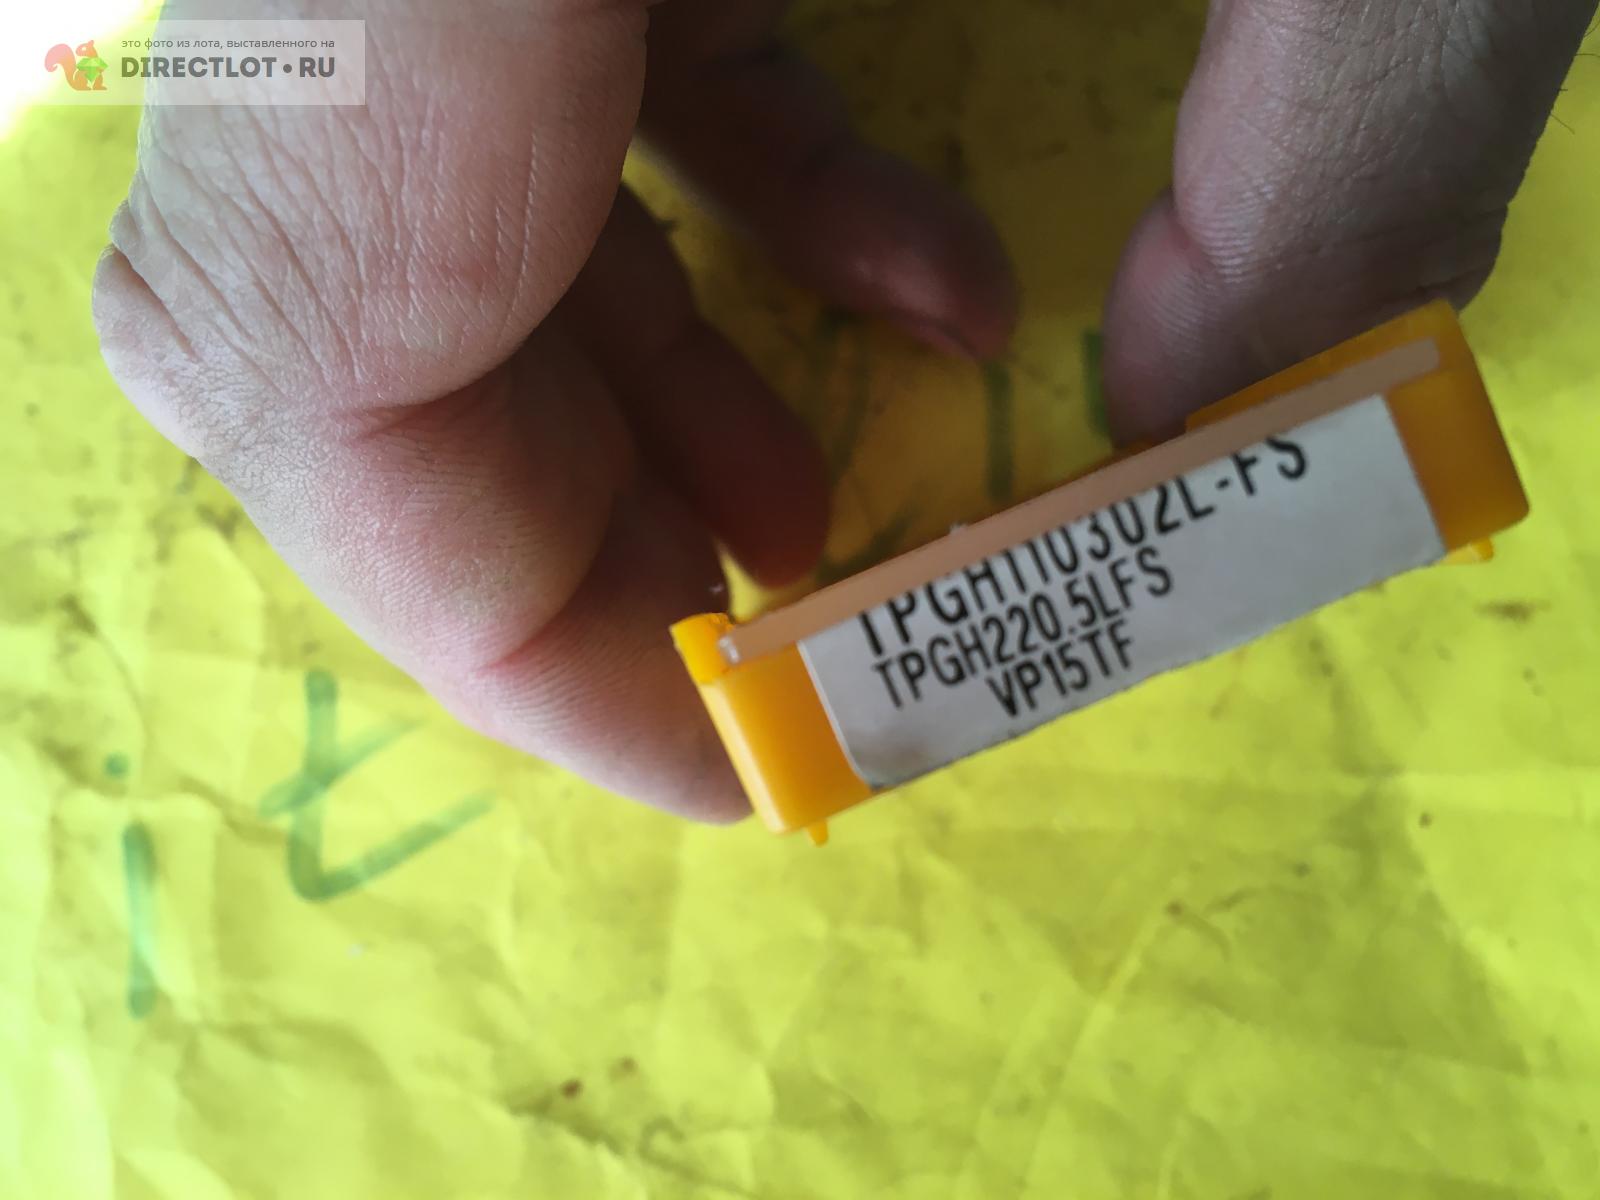 это фото из лота, выставленного на
DIRECTLOT.RU
TPGH110302L-FS
TPGH220.5LFS
VP15TF